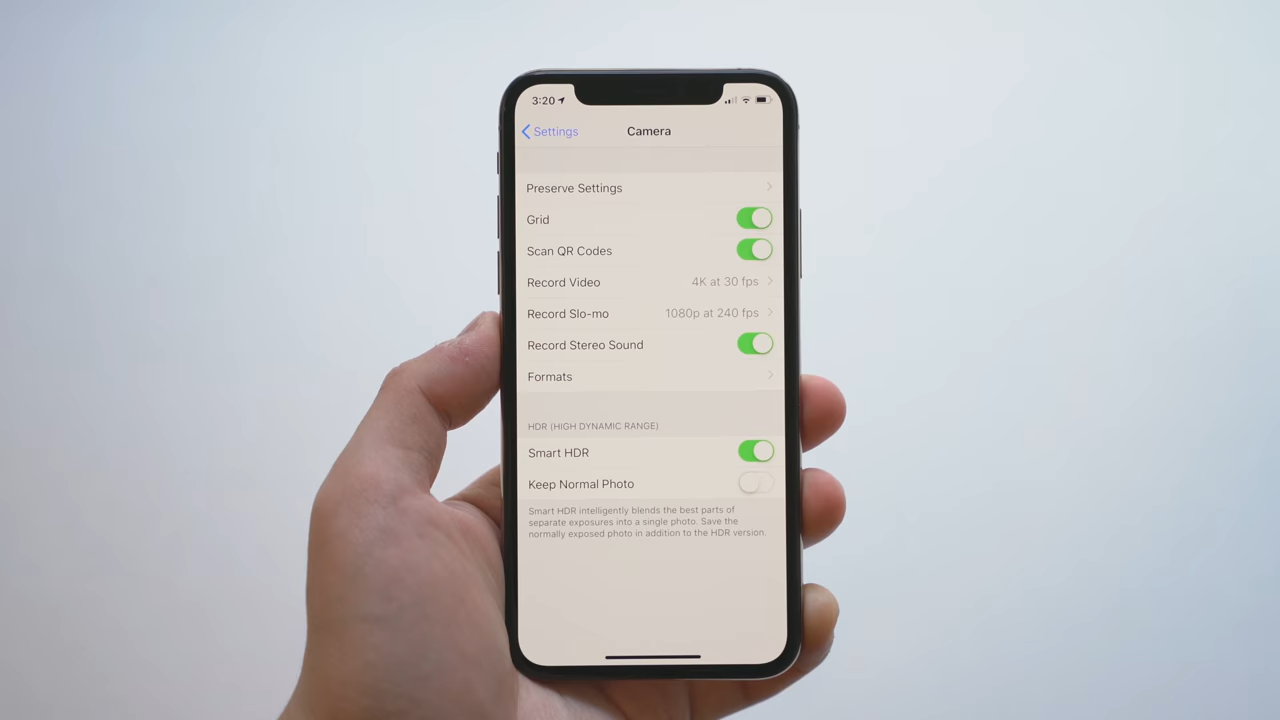 3:20
Settings Camera
Preserve Settings
Grid
Scan QR Codes
Record Video 4K at 30 fps
Record Slo-mo 1080p at 240 fps
Record Stereo Sound
Formats
HDR (HIGH DYNAMIC RANGE)
Smart HDR
Keep Normal Photo
Smart HDR intelligently blends the best parts of
separate exposures into a single photo. Save the
normally exposed photo in addition to the HDR version.